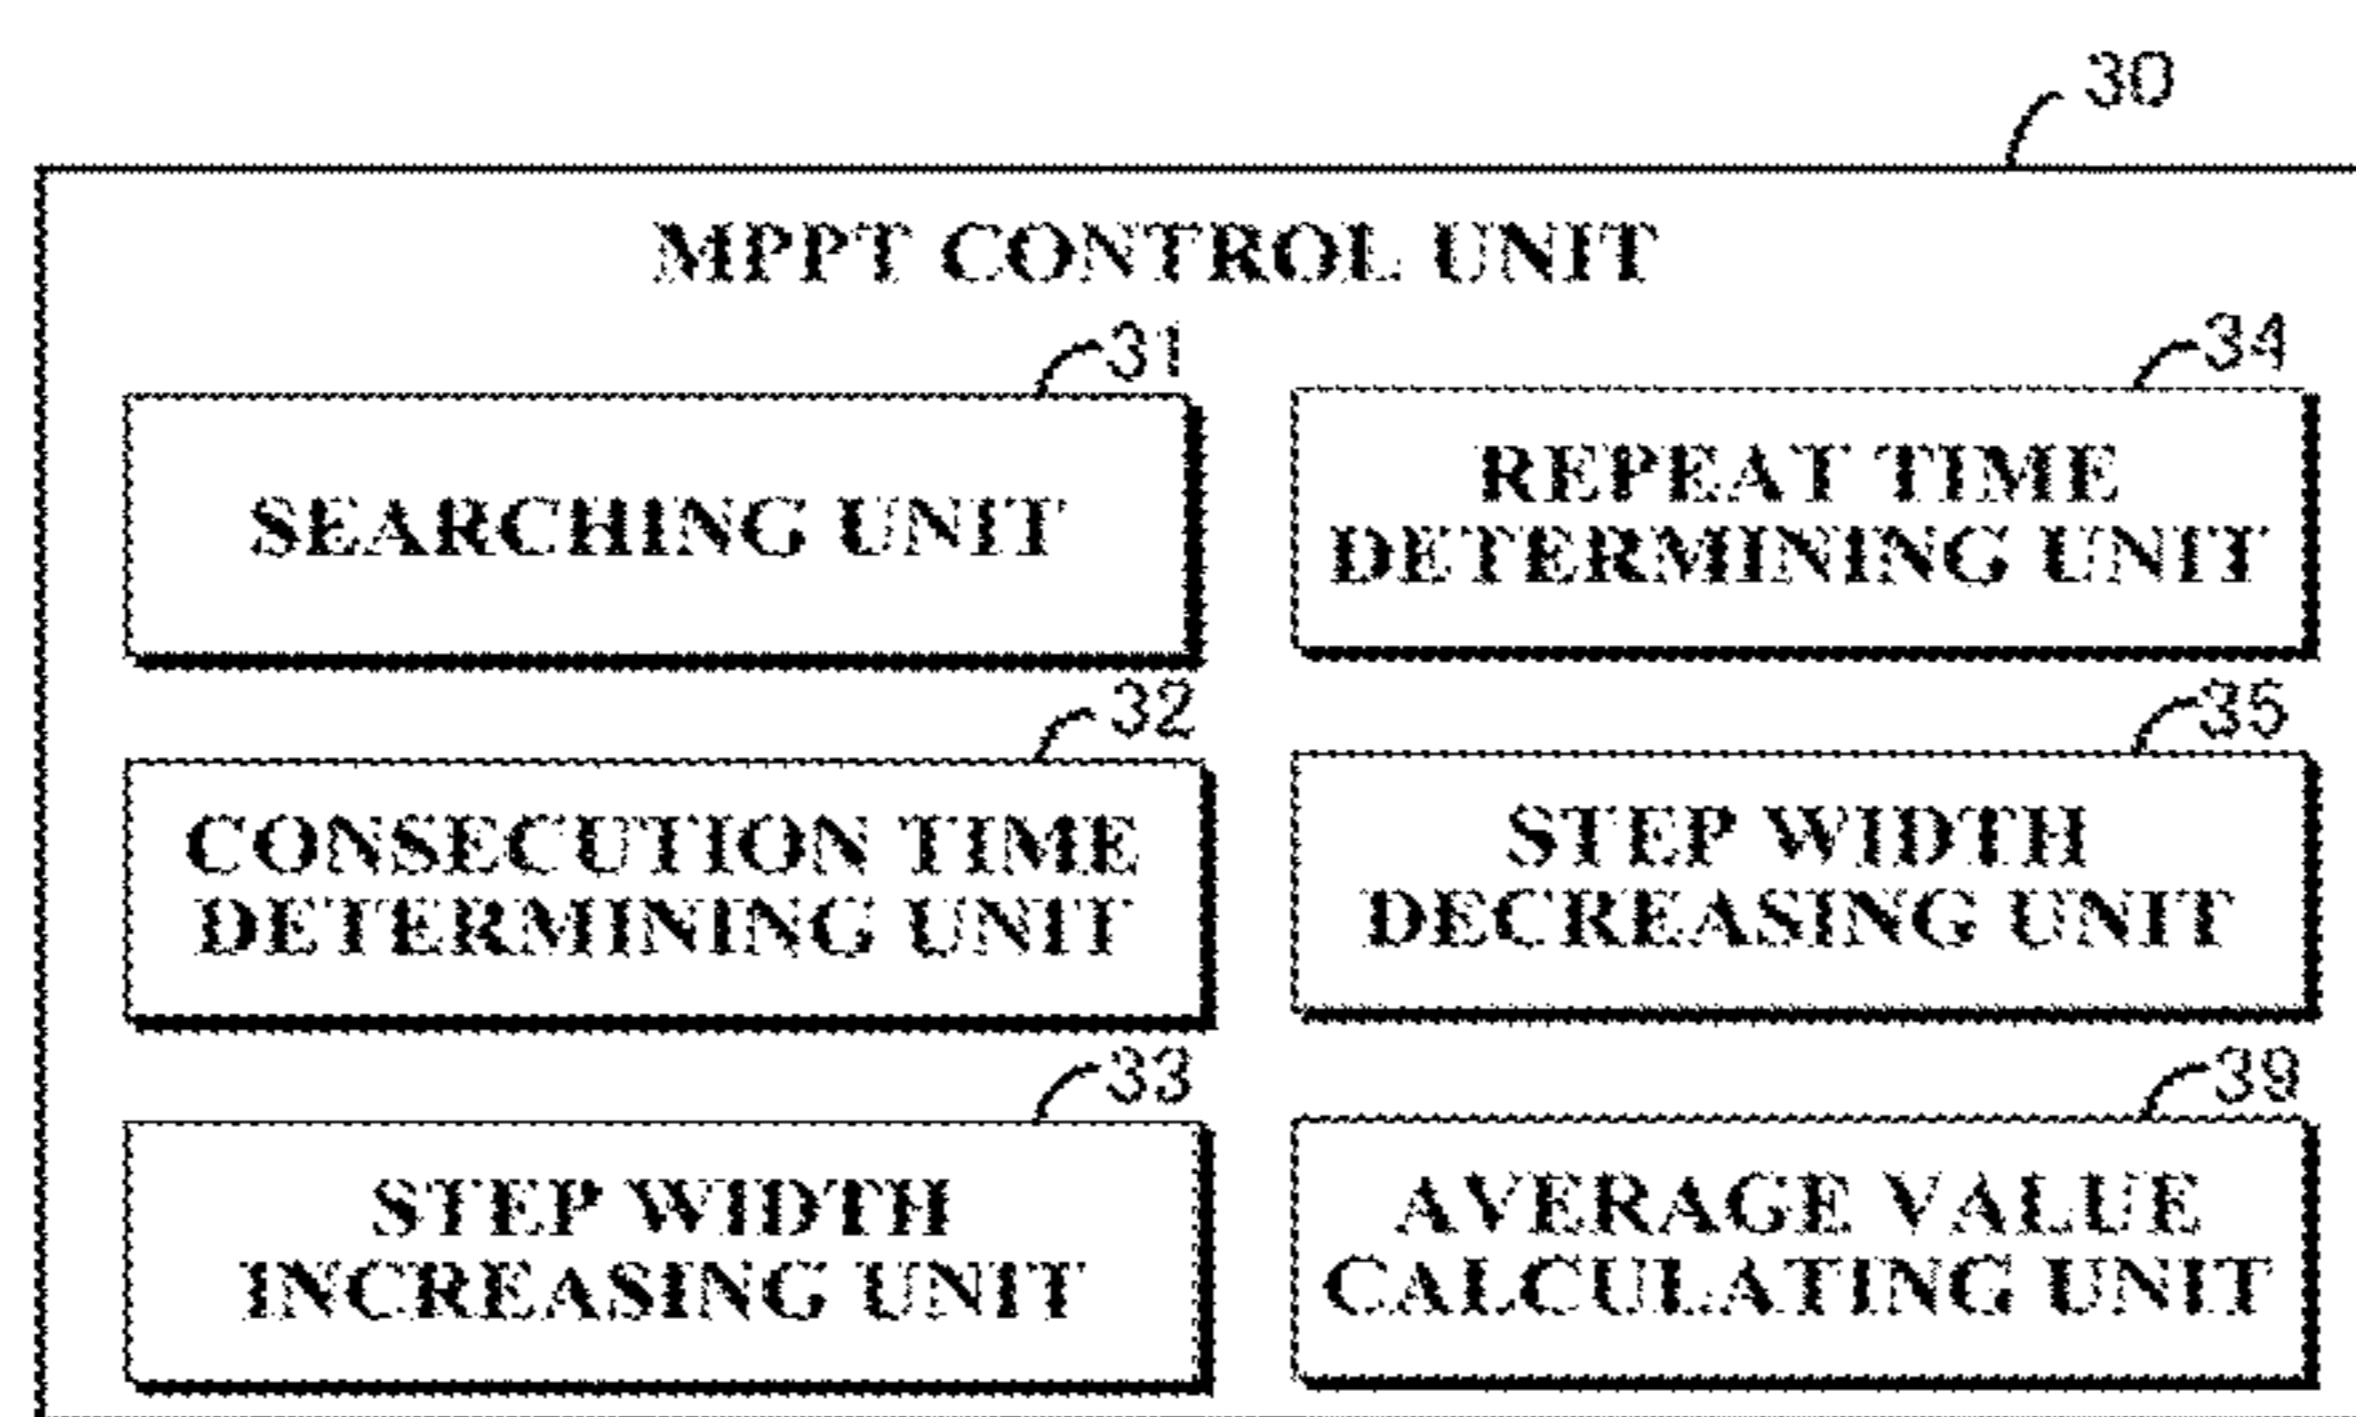 30
MPPT CONTROL UNIT
31
SEARCHING UNIT
34
REPEAT TIME
DETERMINING UNIT
32
CONSECUTION TIME
DETERMINING UNIT
35
STEP WIDTH
DECREASING UNIT
33
STEP WIDTH
INCREASING UNIT
39
AVERAGE VALUE
CALCULATING UNIT